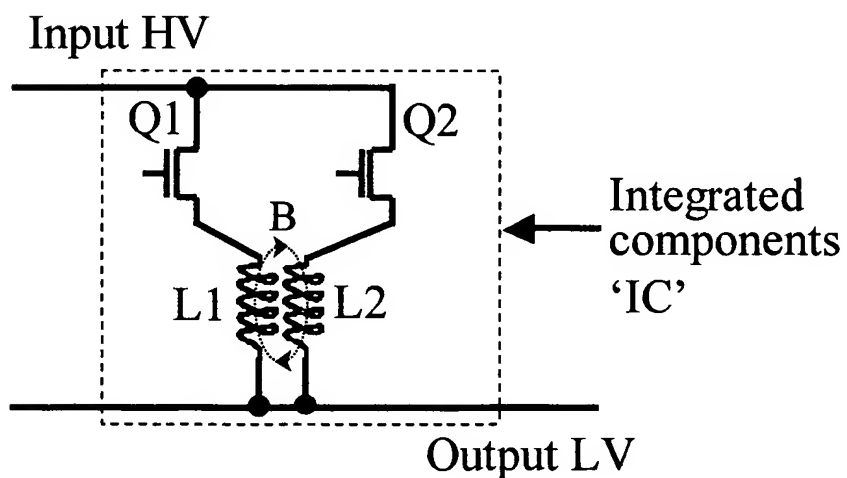 Input HV
Q1
Q2
B
L1
L2
Integrated
components
‘IC’
Output LV